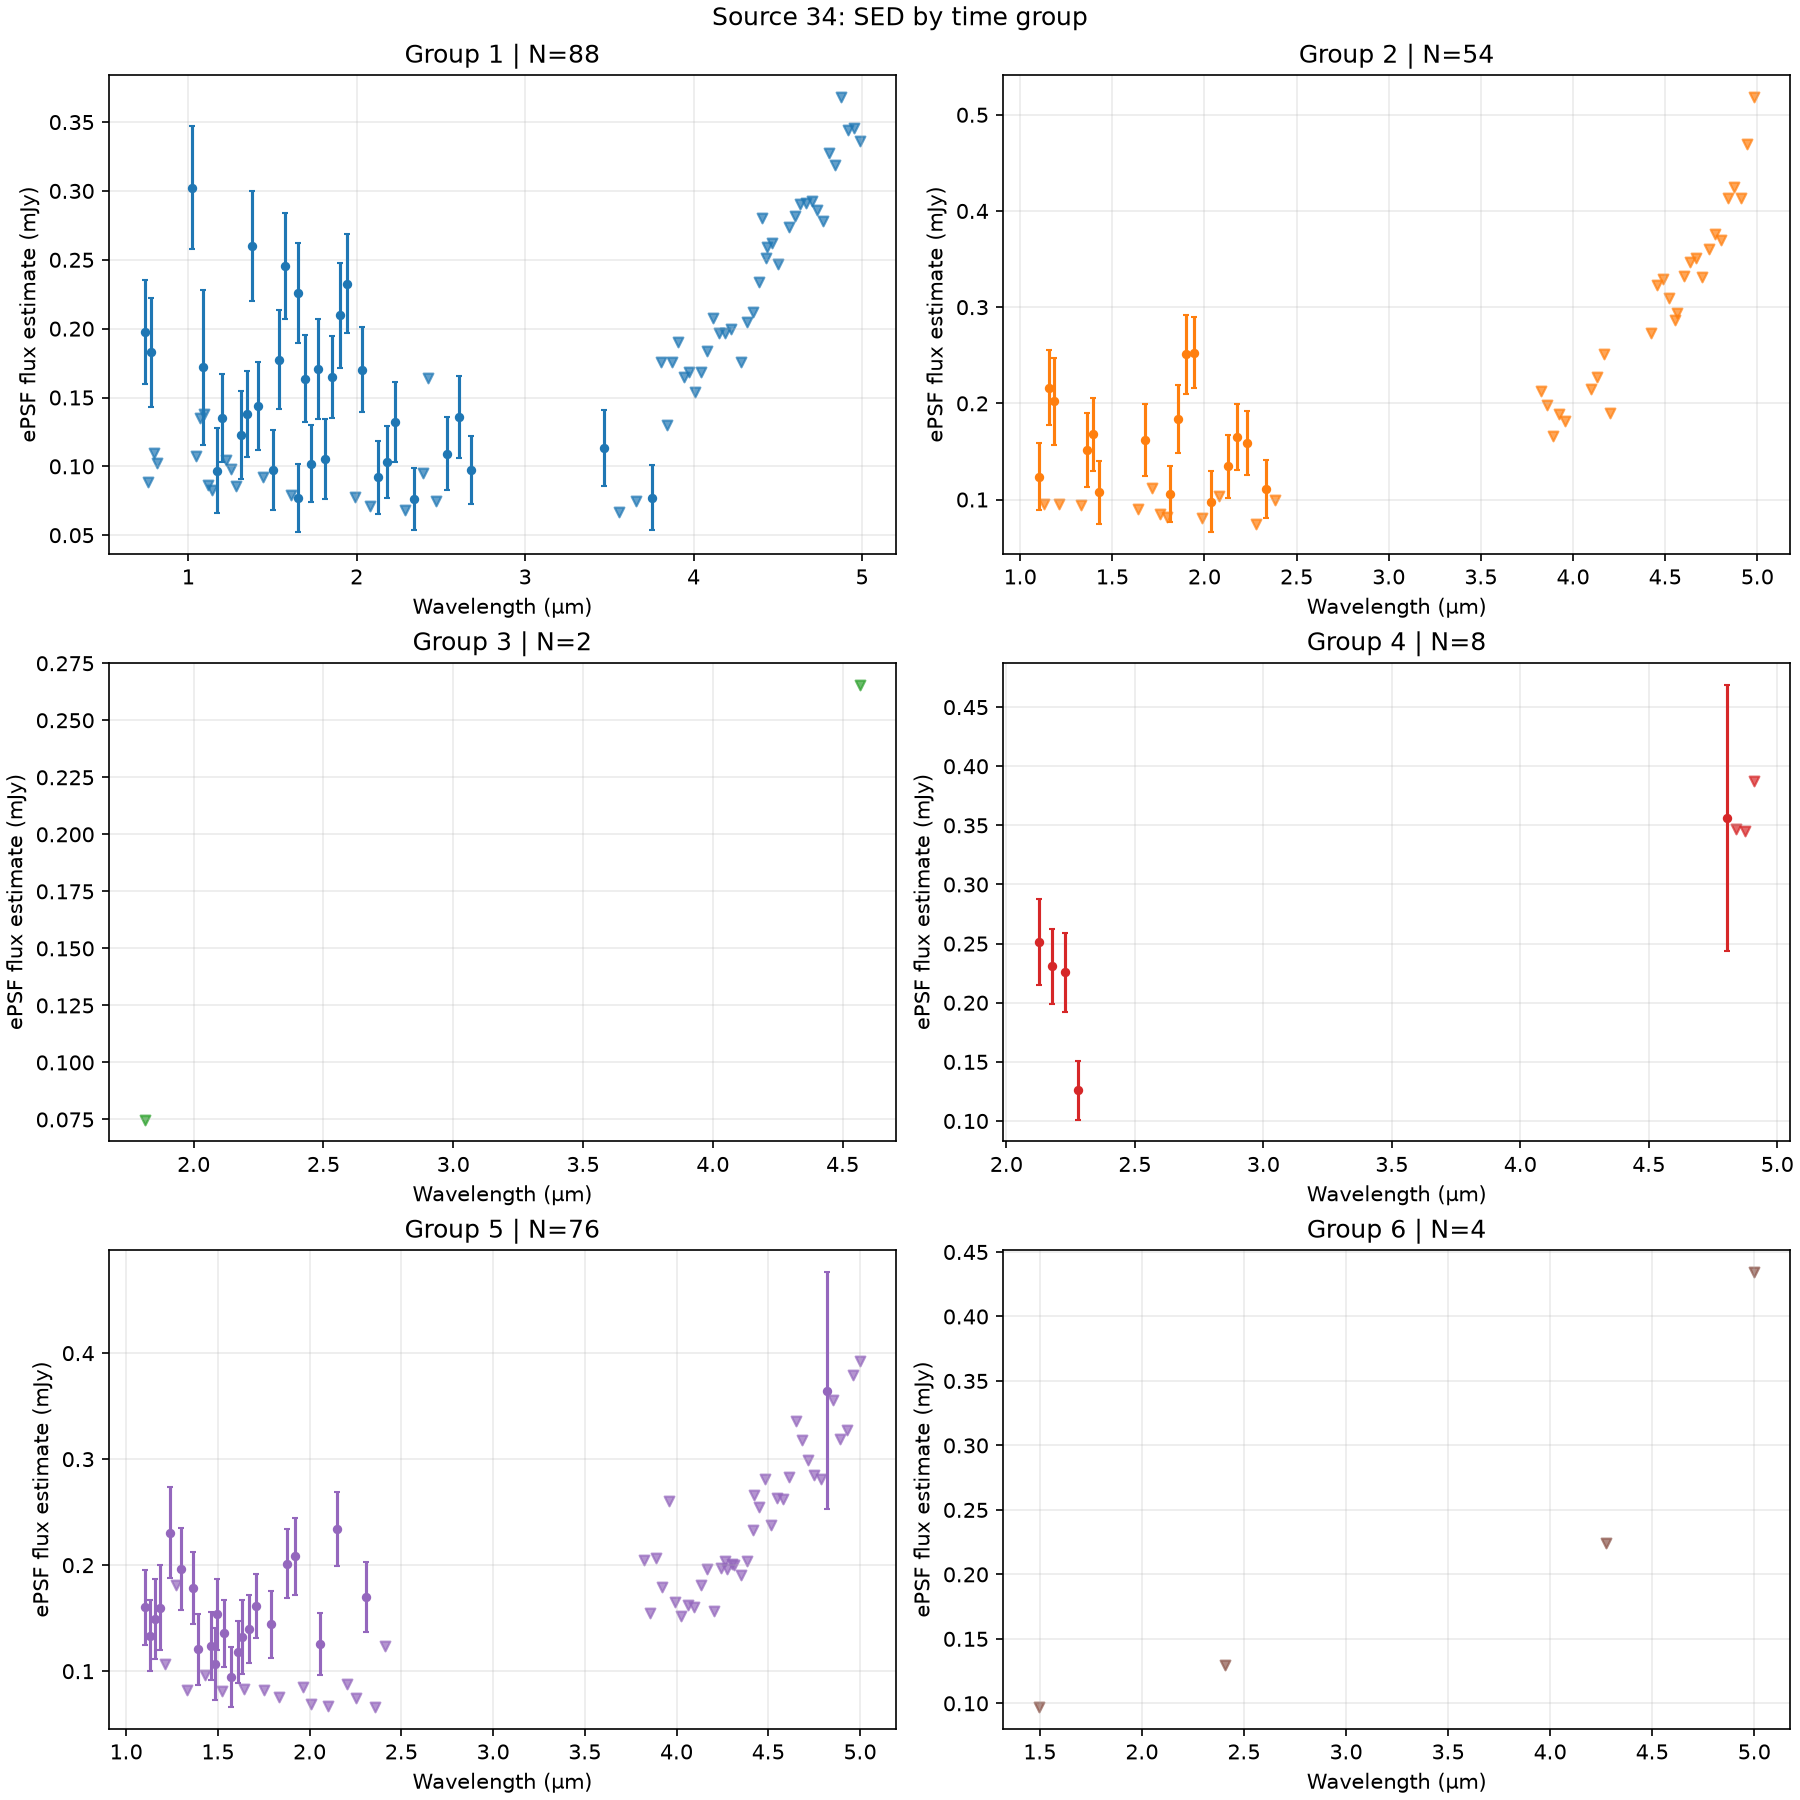 Source 34: SED by time group
Group 1 | N=88
0.35
0.30
0.25
0.20
0.15
0.10
0.05
ePSF flux estimate (mJy)
1 2 3 4 5
Wavelength (µm)
Group 2 | N=54
0.5
0.4
0.3
0.2
0.1
ePSF flux estimate (mJy)
1.0 1.5 2.0 2.5 3.0 3.5 4.0 4.5 5.0
Wavelength (µm)
Group 3 | N=2
0.275
0.250
0.225
0.200
0.175
0.150
0.125
0.100
0.075
ePSF flux estimate (mJy)
2.0 2.5 3.0 3.5 4.0 4.5
Wavelength (µm)
Group 4 | N=8
0.45
0.40
0.35
0.30
0.25
0.20
0.15
0.10
ePSF flux estimate (mJy)
2.0 2.5 3.0 3.5 4.0 4.5 5.0
Wavelength (µm)
Group 5 | N=76
0.4
0.3
0.2
0.1
ePSF flux estimate (mJy)
1.0 1.5 2.0 2.5 3.0 3.5 4.0 4.5 5.0
Wavelength (µm)
Group 6 | N=4
0.45
0.40
0.35
0.30
0.25
0.20
0.15
0.10
ePSF flux estimate (mJy)
1.5 2.0 2.5 3.0 3.5 4.0 4.5 5.0
Wavelength (µm)